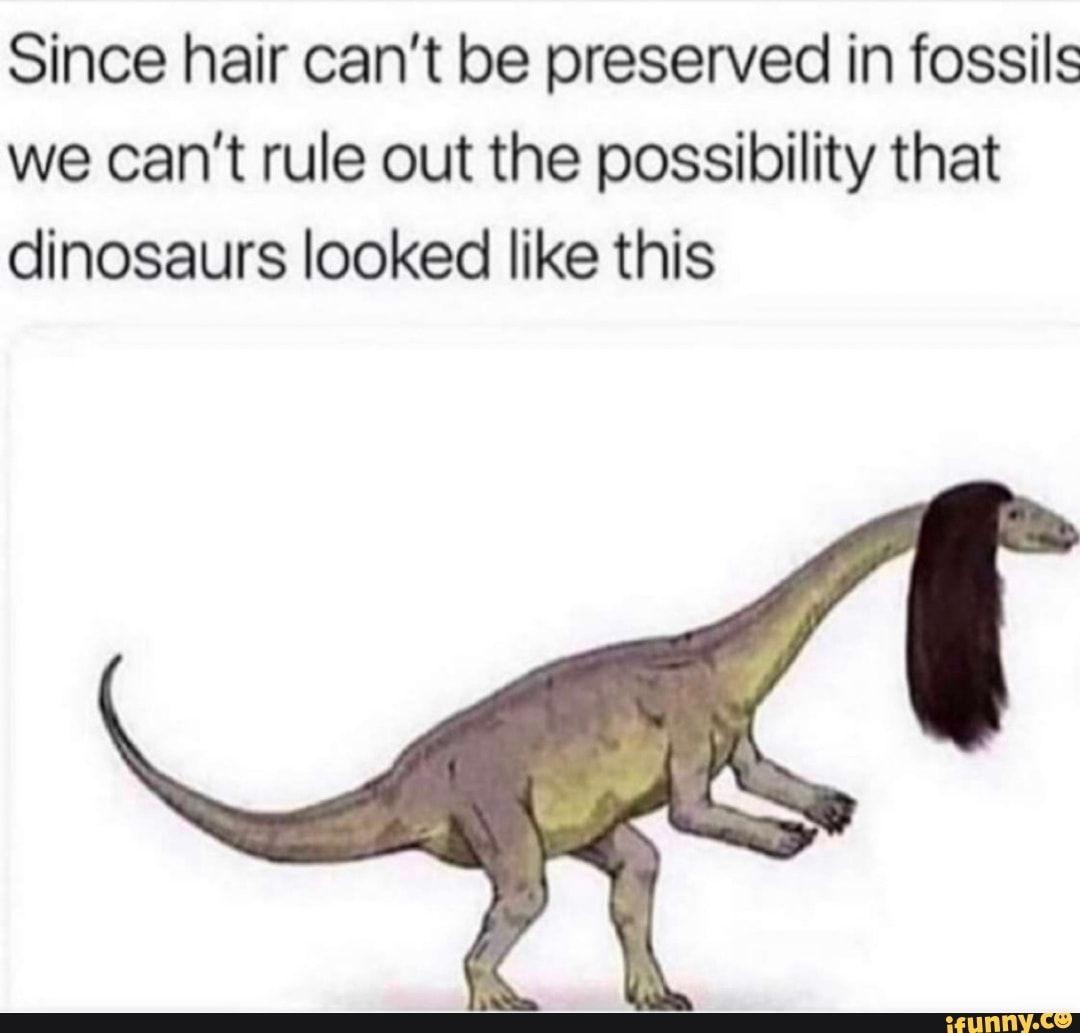 Since hair can't be preserved in fossils
we can't rule out the possibility that
dinosaurs looked like this
ifunny.co